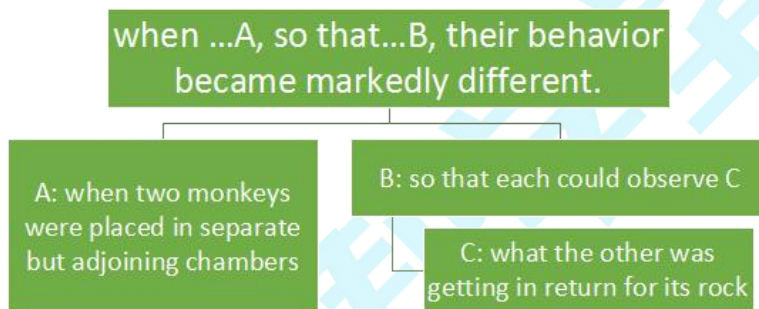 when ...A, so that...B, their behavior
became markedly different.
A: when two monkeys
were placed in separate
but adjoining chambers
B: so that each could observe C
C: what the other was
getting in return for its rock